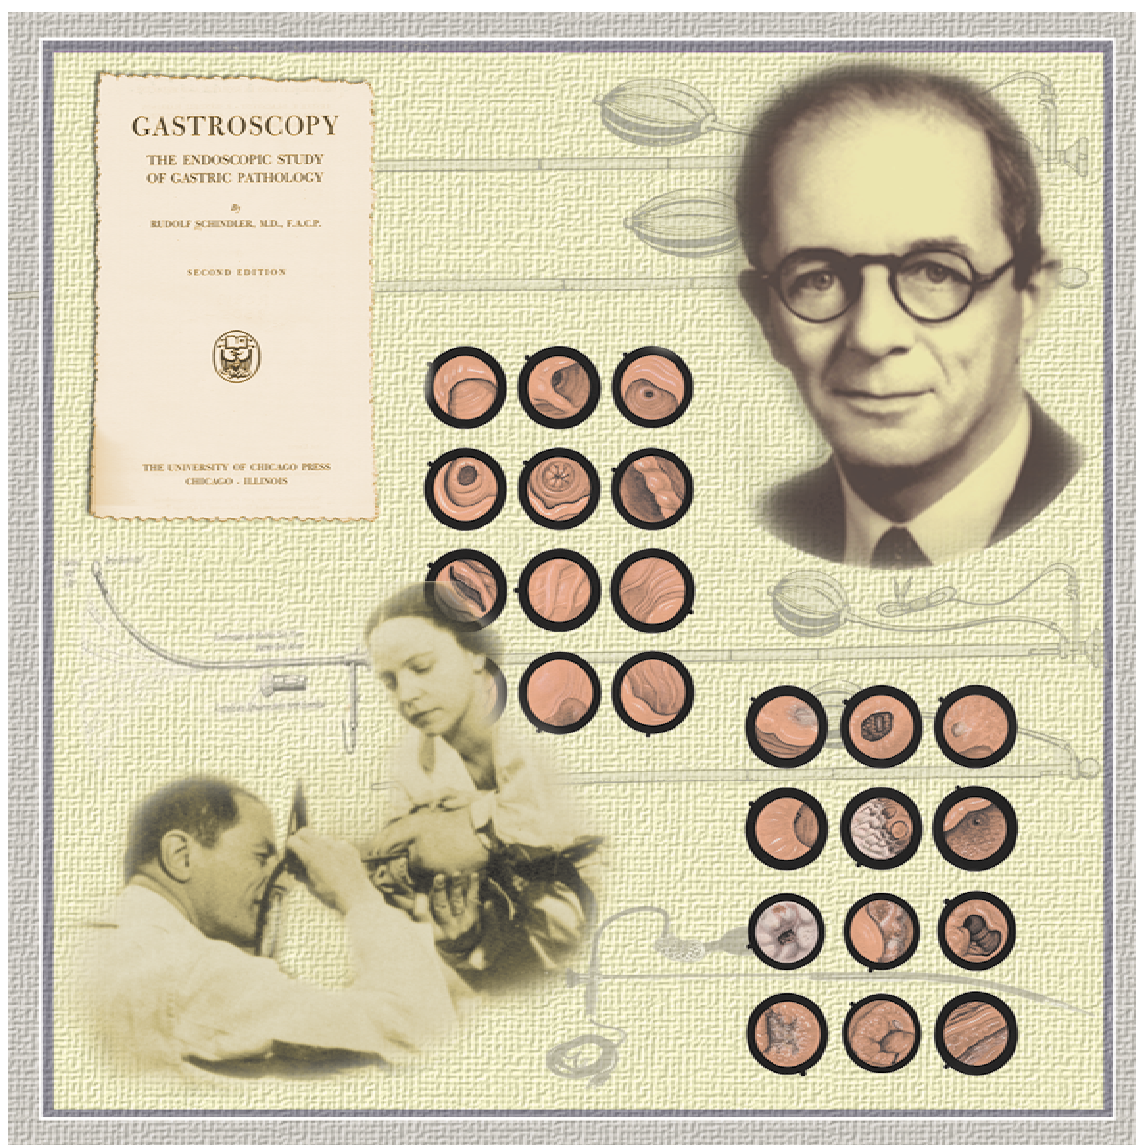 GASTROSCOPY
THE ENDOSCOPIC STUDY
OF GASTRIC PATHOLOGY
By
RUDOLF SCHINDLER, M.D., F.A.C.P.
SECOND EDITION
THE UNIVERSITY OF CHICAGO PRESS
CHICAGO . ILLINOIS